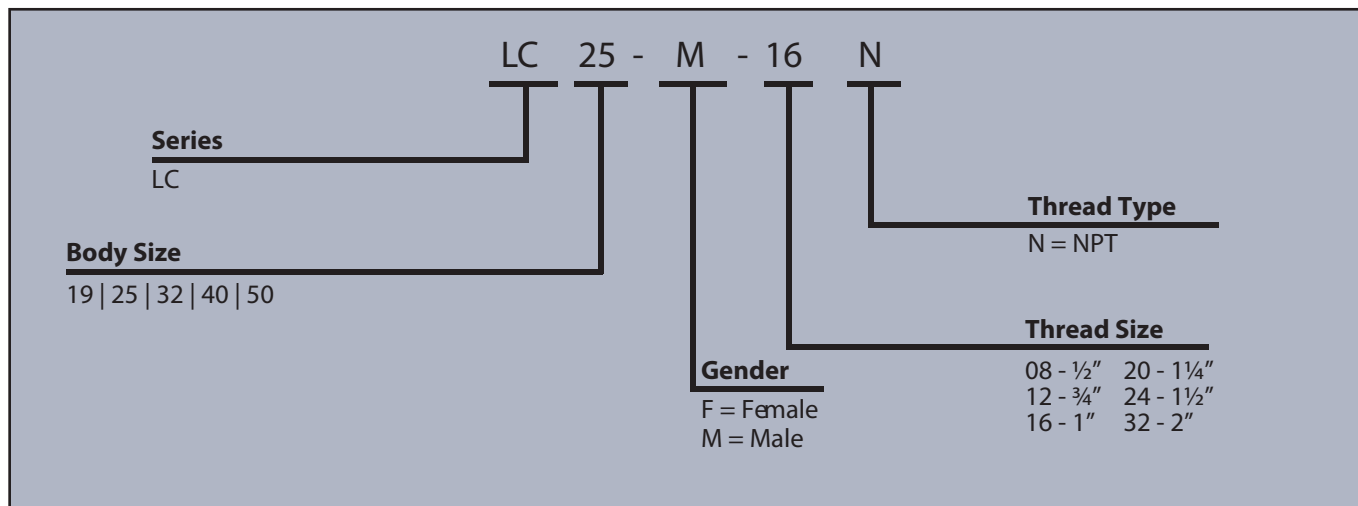 LC 25 - M - 16 N
Series
LC
Body Size
19 | 25 | 32 | 40 | 50
Gender
F = Female
M = Male
Thread Type
N = NPT
Thread Size
08 - ½″ 20 - 1¼″
12 - ¾″ 24 - 1½″
16 - 1″ 32 - 2″